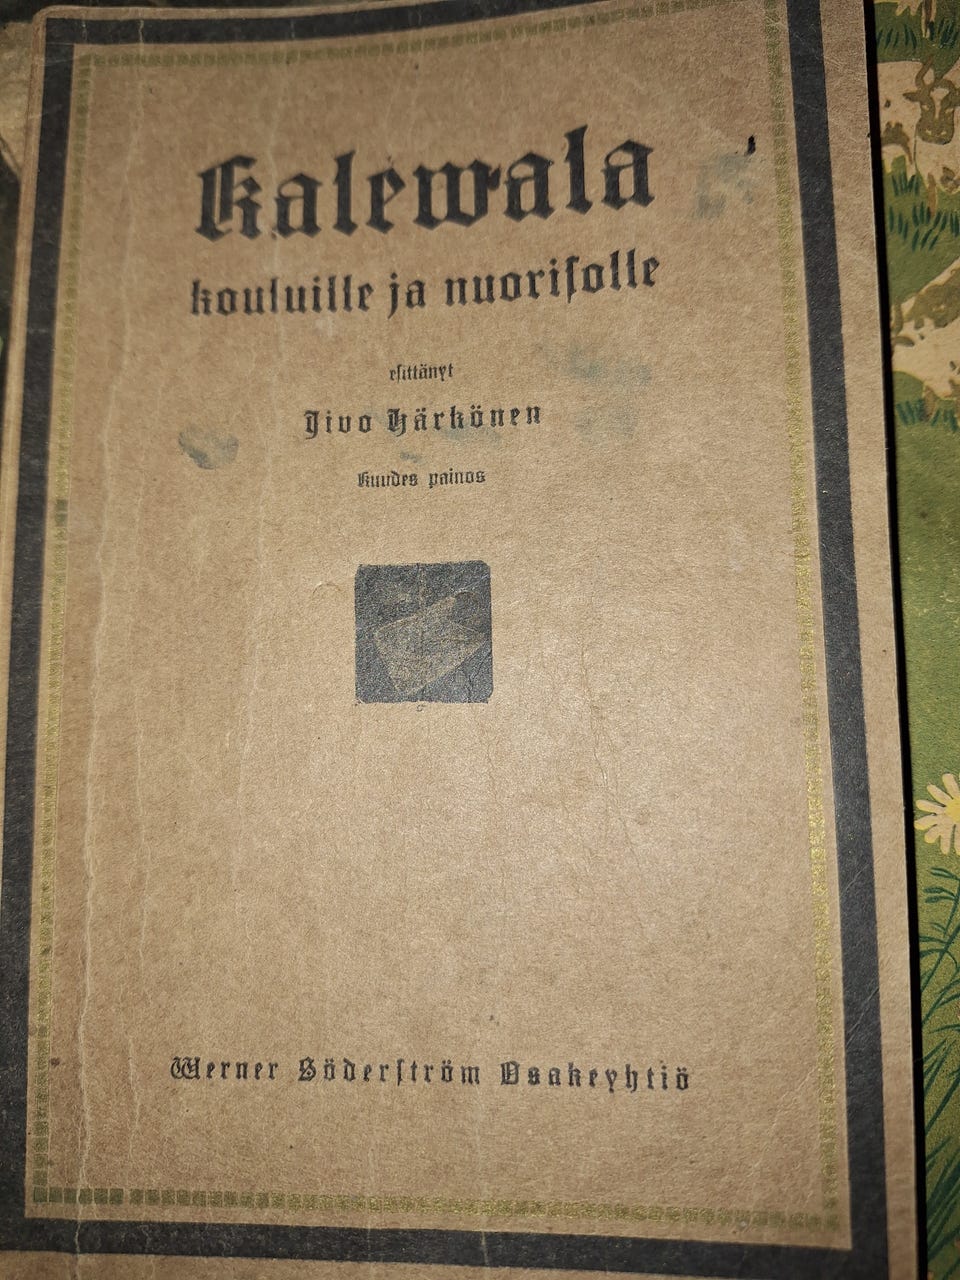 Kalewala
kouluille ja nuorisolle
esittänyt
Iivo Härkönen
Kuudes painos
Werner Söderström Osakeyhtiö